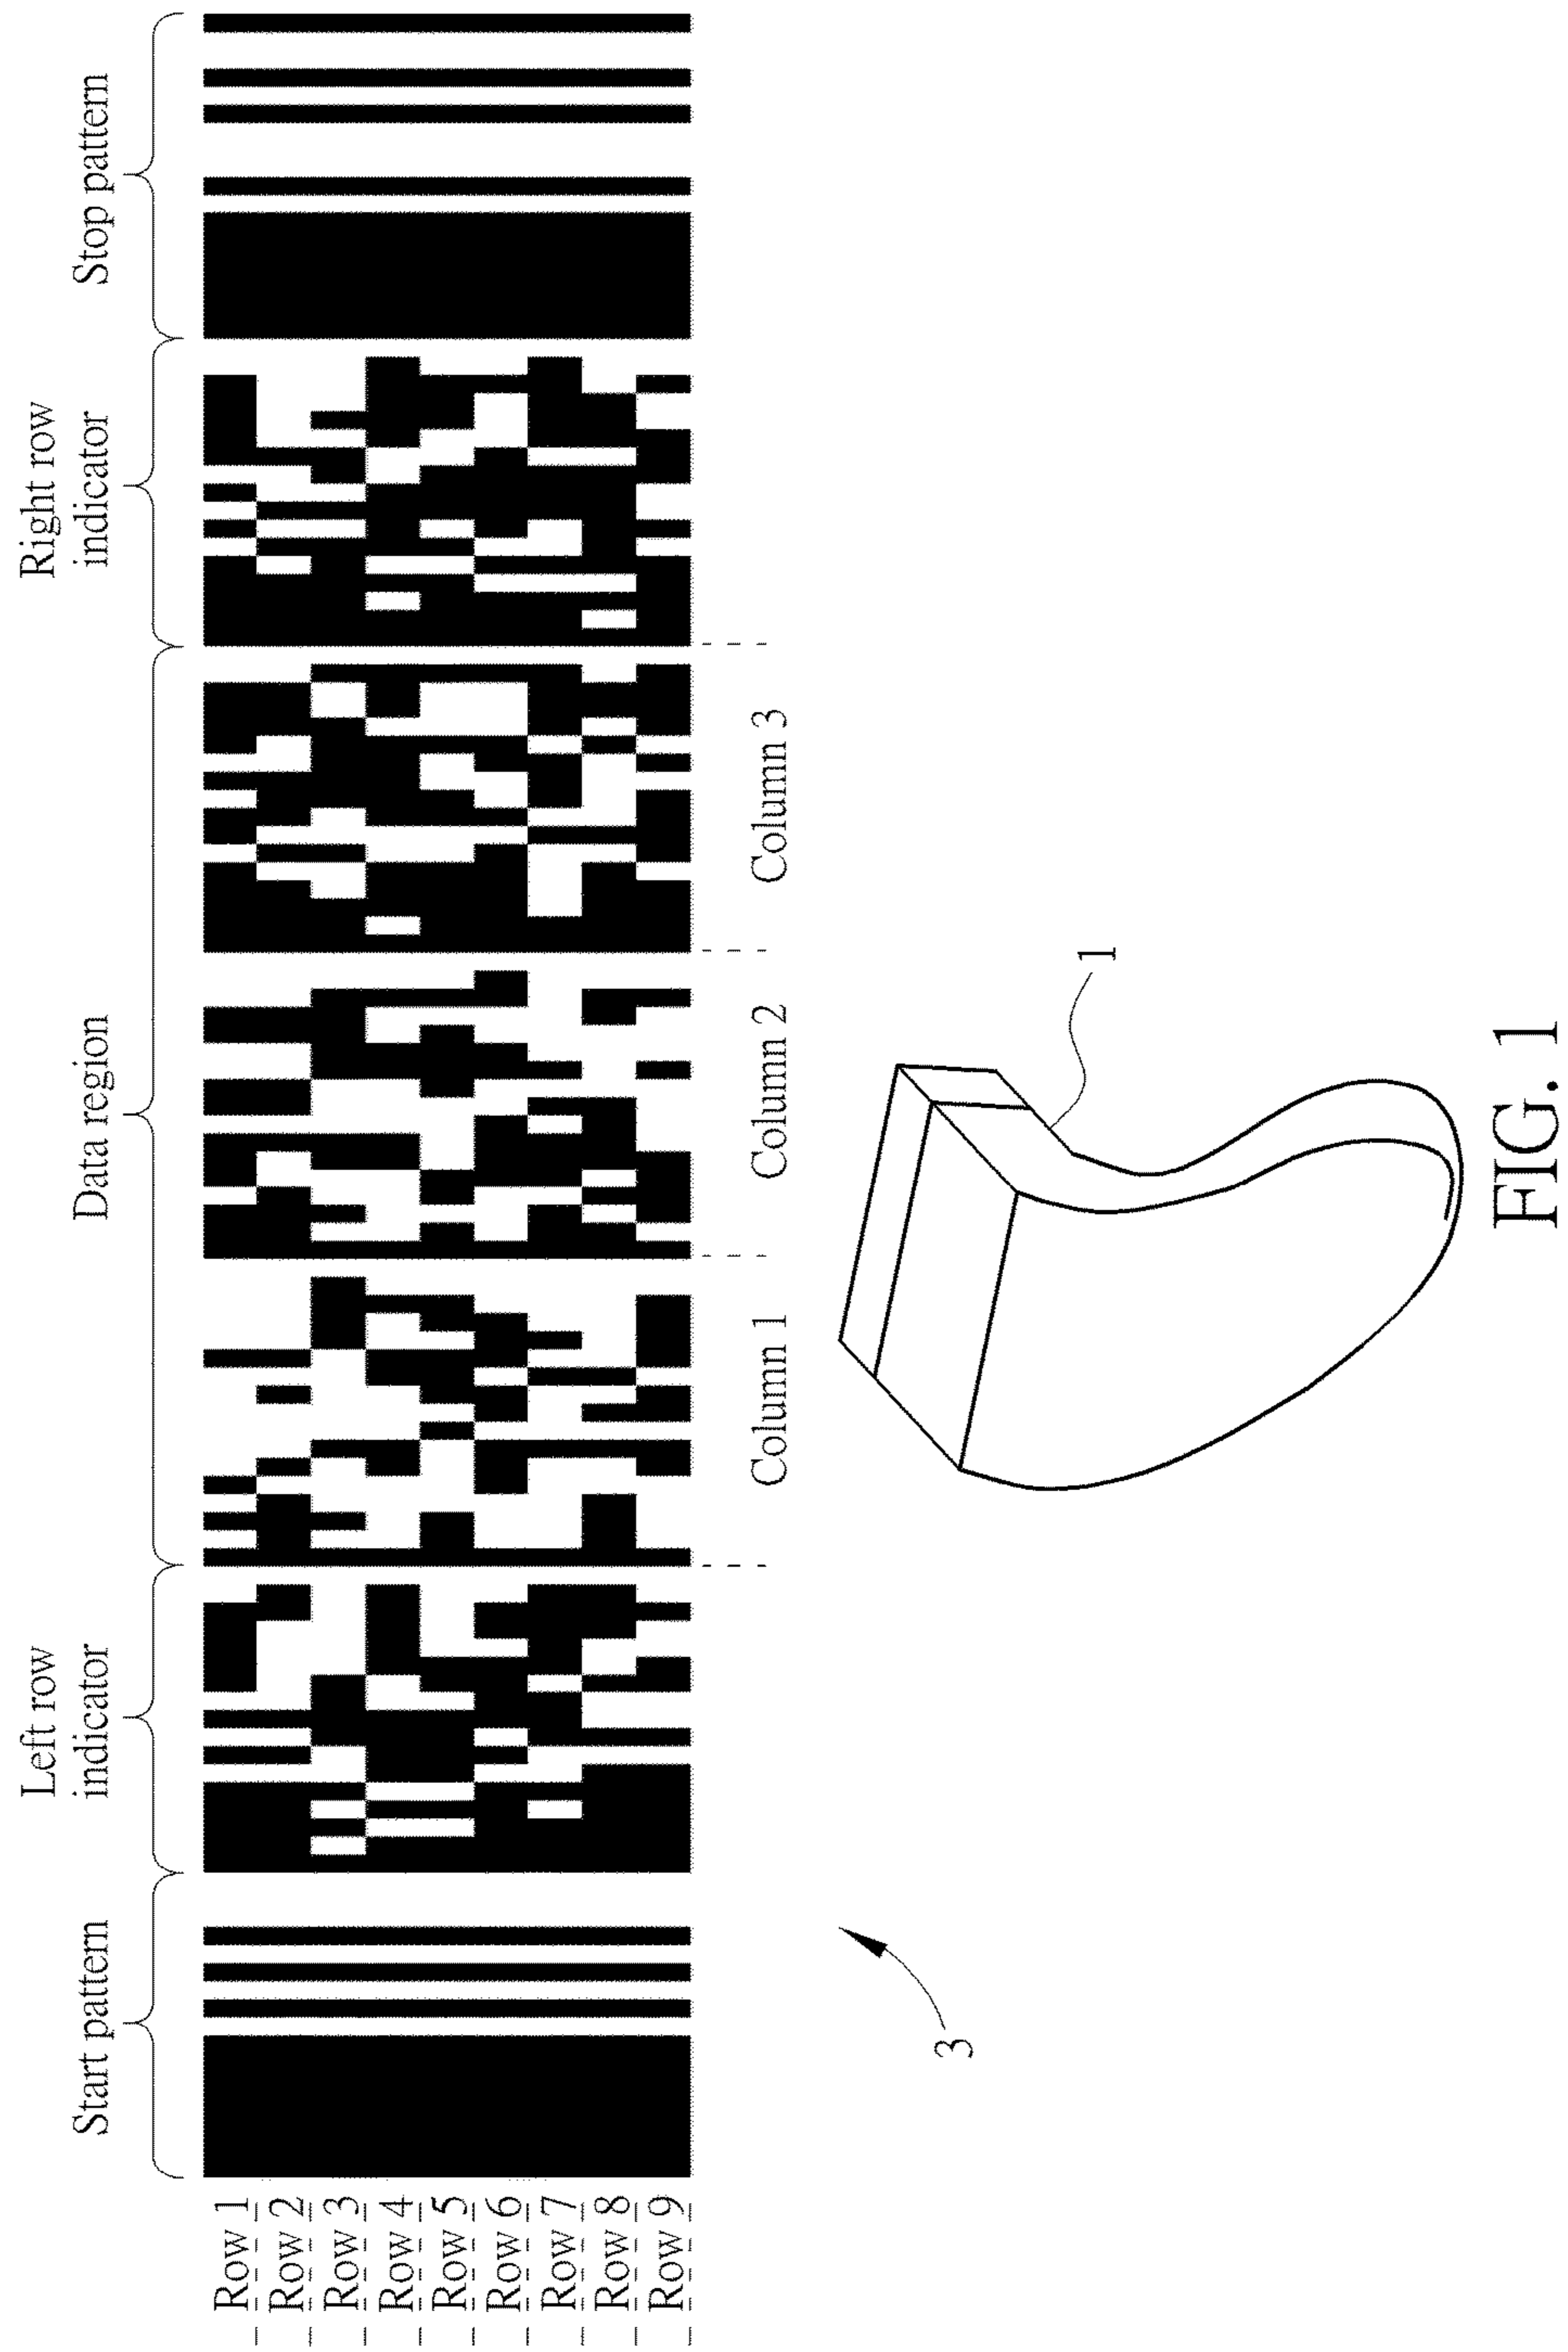 Start pattern
Left row
indicator
Data region
Right row
indicator
Stop pattern
Row 1
Row 2
Row 3
Row 4
Row 5
Row 6
Row 7
Row 8
Row 9
Column 1
Column 2
Column 3
3
1
FIG. 1